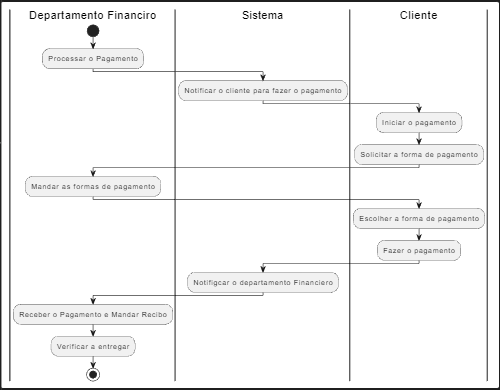 Departamento Financiro
Sistema
Cliente
Processar o Pagamento
Notificar o cliente para fazer o pagamento
Iniciar o pagamento
Solicitar a forma de pagamento
Mandar as formas de pagamento
Escolher a forma de pagamento
Fazer o pagamento
Notifigcar o departamento Financiero
Receber o Pagamento e Mandar Recibo
Verificar a entregar